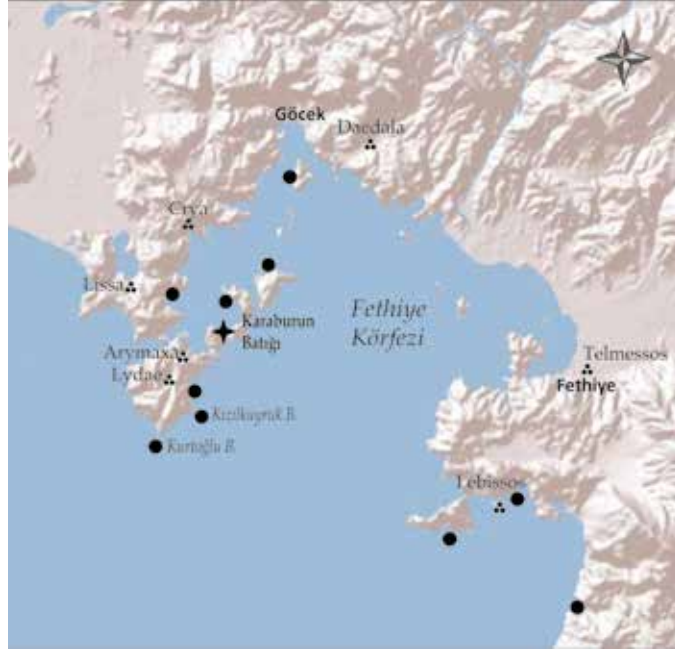 Göcek
Daedala
Crya
Lissa
Karaburun
Batığı
Fethiye
Körfezi
Arymaxa
Lydae
Telmessos
Fethiye
Kızılkuyruk B.
Kurtoğlu B.
Lebissos